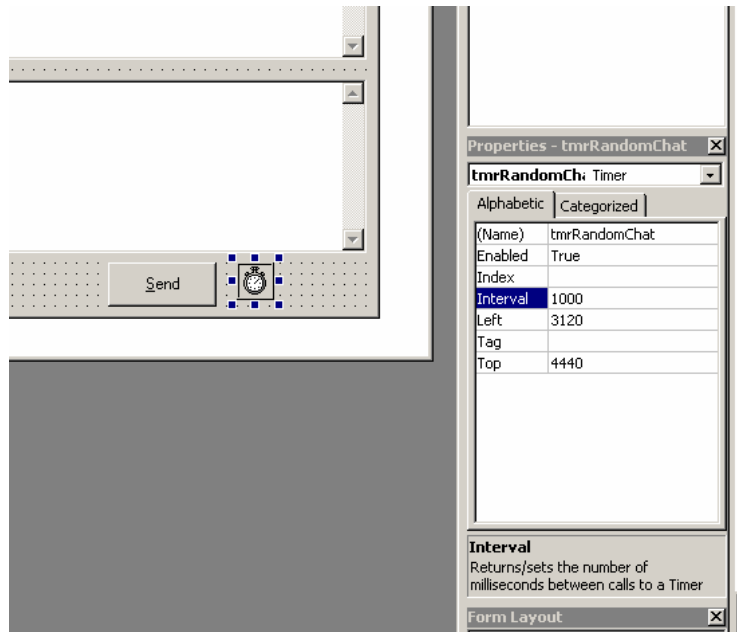 Send
Properties - tmrRandomChat
tmrRandomCha Timer
Alphabetic Categorized
(Name) tmrRandomChat
Enabled True
Index
Interval 1000
Left 3120
Tag
Top 4440
Interval
Returns/sets the number of
milliseconds between calls to a Timer
Form Layout